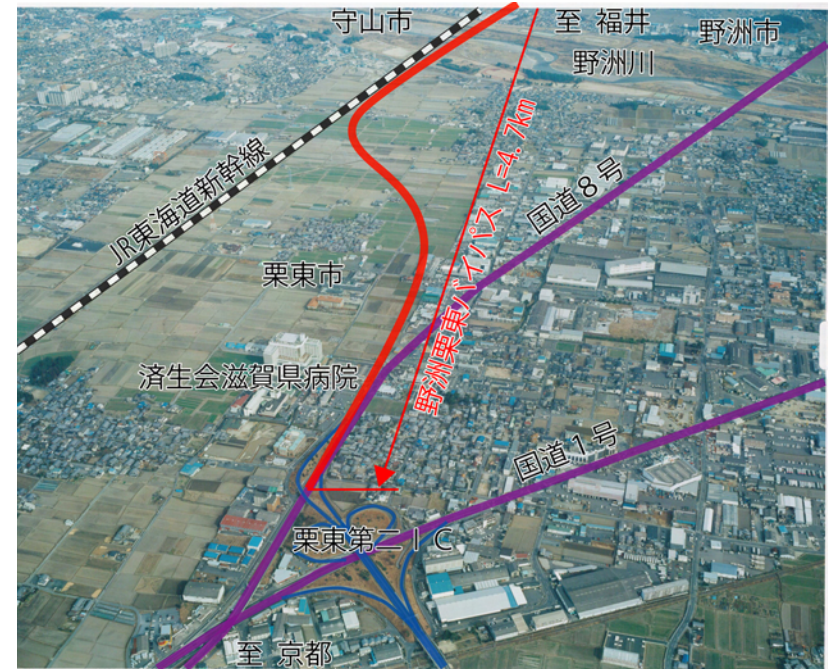 守山市
至 福井
野洲市
野洲川
JR東海道新幹線
国道8号
野洲栗東バイパス L=4.7km
栗東市
済生会滋賀県病院
国道1号
栗東第二IC
至 京都